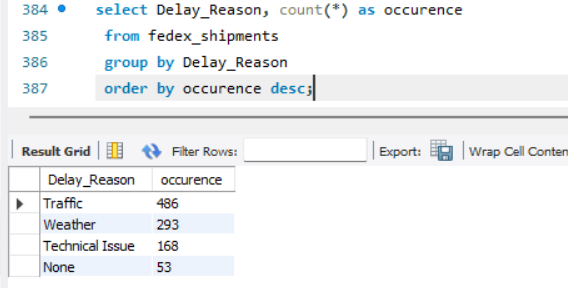 384 select Delay_Reason, count(*) as occurence
385 from fedex_shipments
386 group by Delay_Reason
387 order by occurence desc;
Result Grid Filter Rows: Export: Wrap Cell Conten
Delay_Reason occurence
Traffic 486
Weather 293
Technical Issue 168
None 53